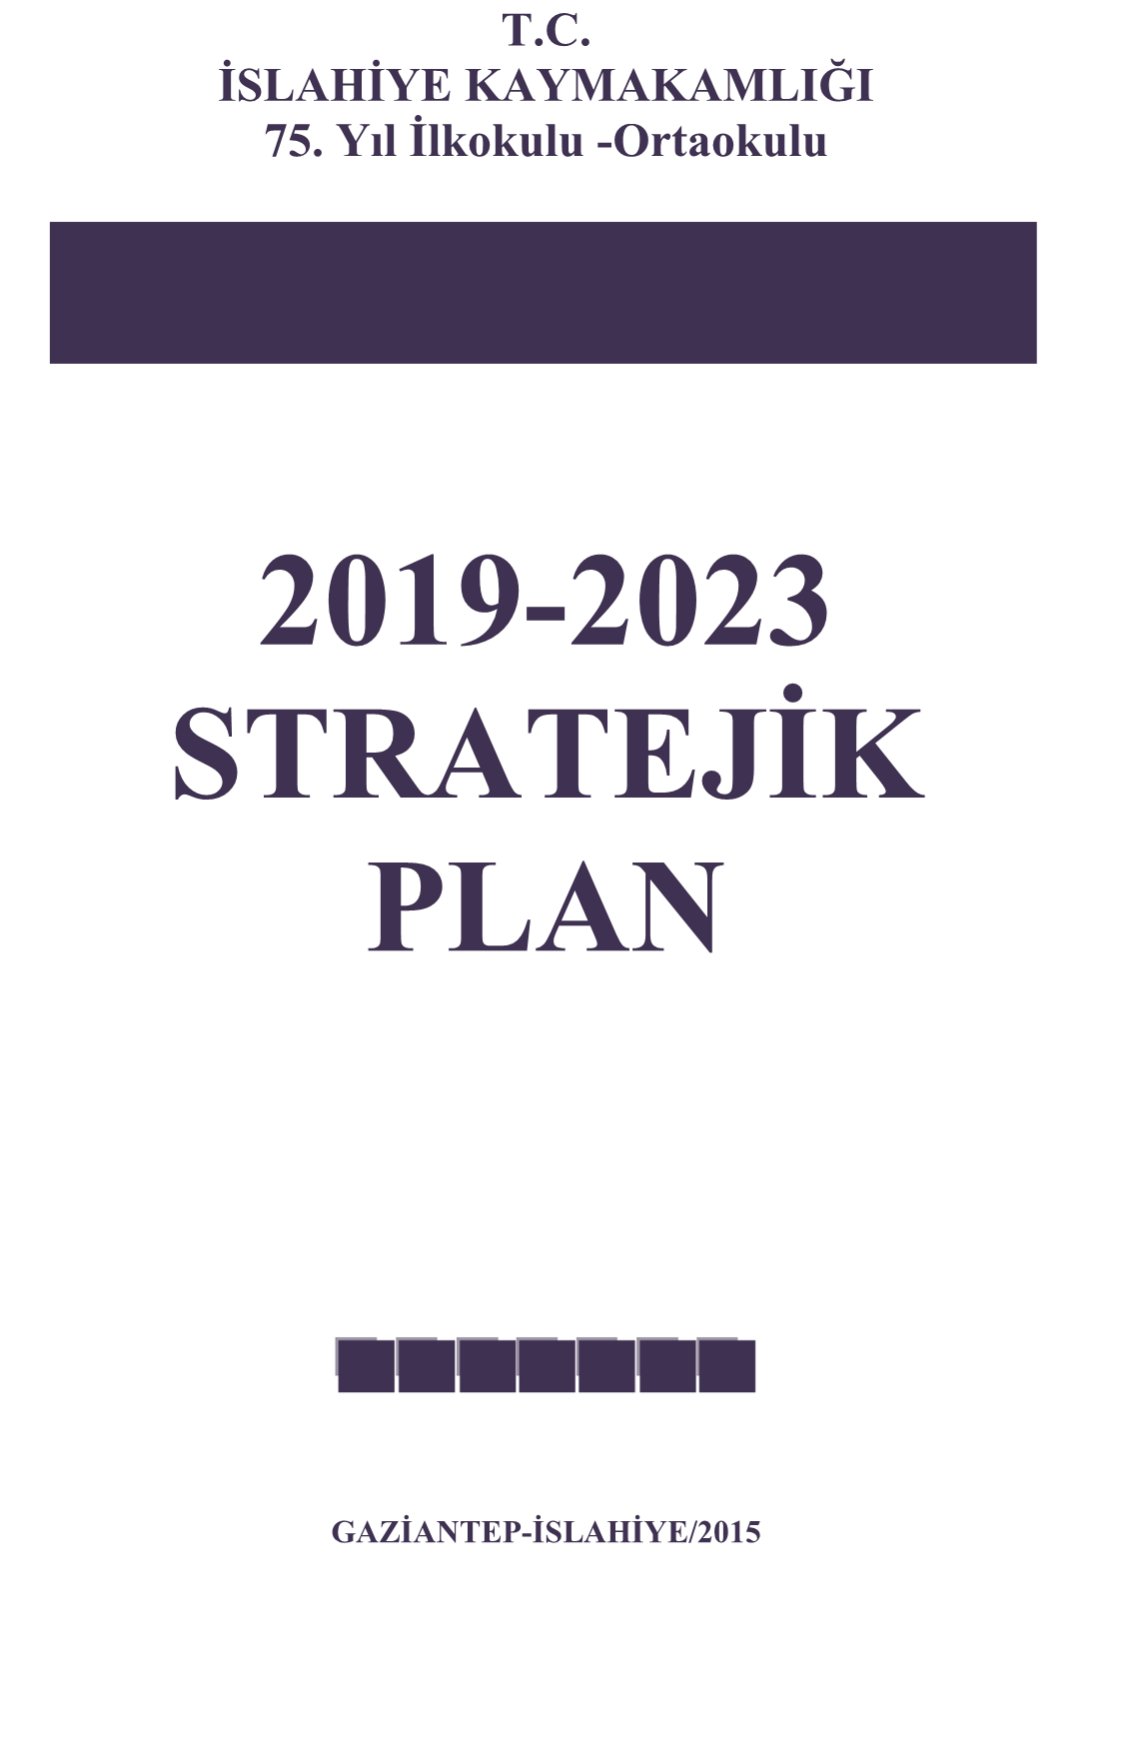 T.C.
İSLAHİYE KAYMAKAMLIĞI
75. Yıl İlkokulu -Ortaokulu
2019-2023
STRATEJİK
PLAN
GAZİANTEP-İSLAHİYE/2015